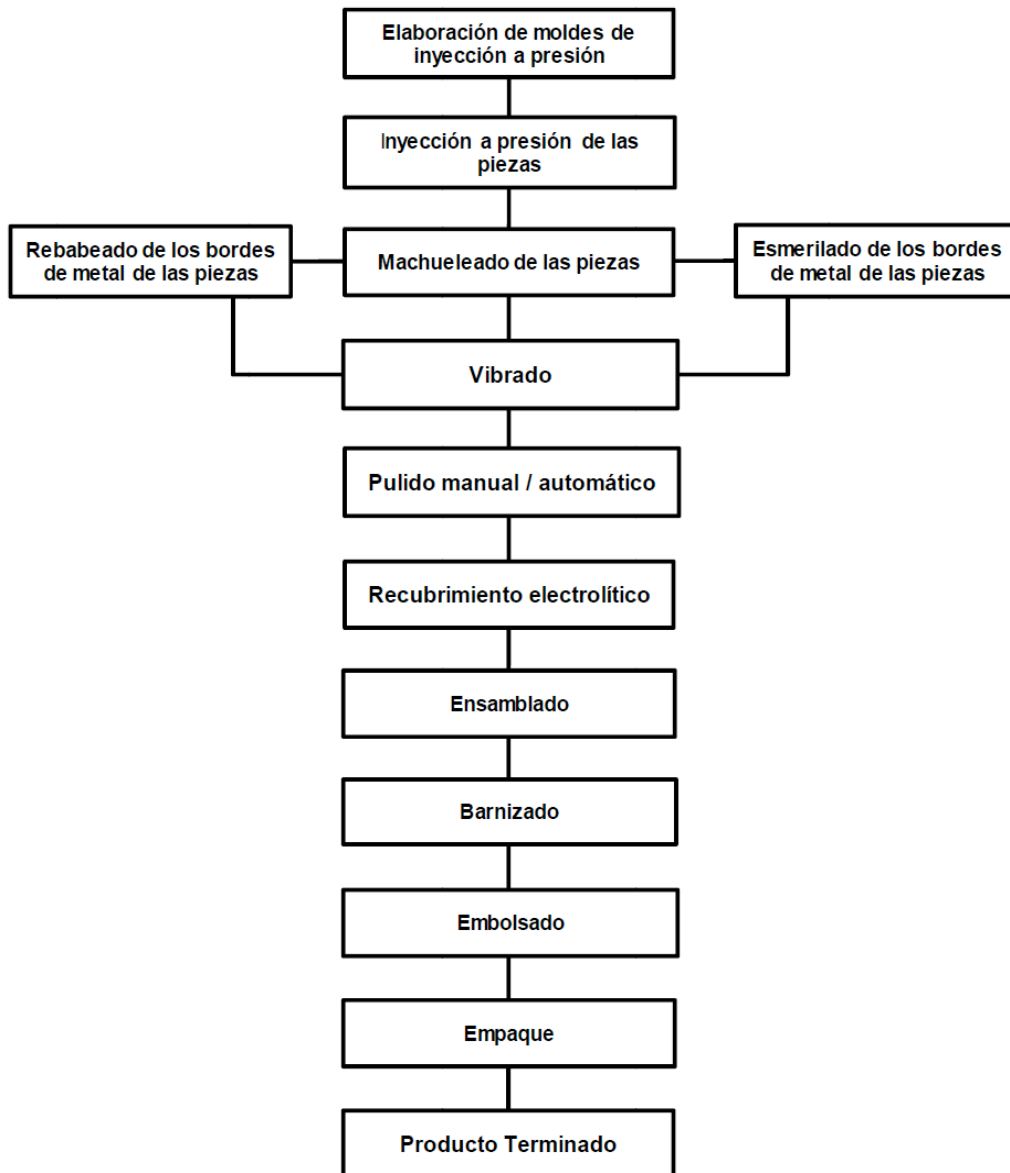 Elaboración de moldes de
inyección a presión
Inyección a presión de las
piezas
Rebabeado de los bordes
de metal de las piezas
Machueleado de las piezas
Esmerilado de los bordes
de metal de las piezas
Vibrado
Pulido manual / automático
Recubrimiento electrolítico
Ensamblado
Barnizado
Embolsado
Empaque
Producto Terminado